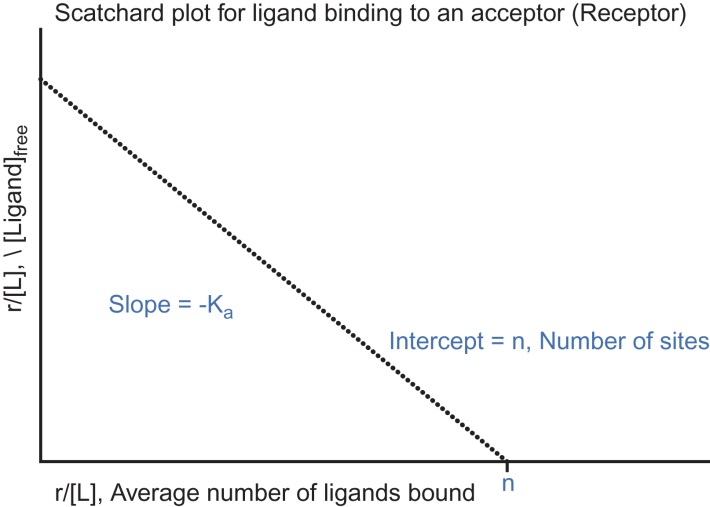 Scatchard plot for ligand binding to an acceptor (Receptor)
r/[L], \ [Ligand]free
Slope = -Ka
Intercept = n, Number of sites
r/[L], Average number of ligands bound
n